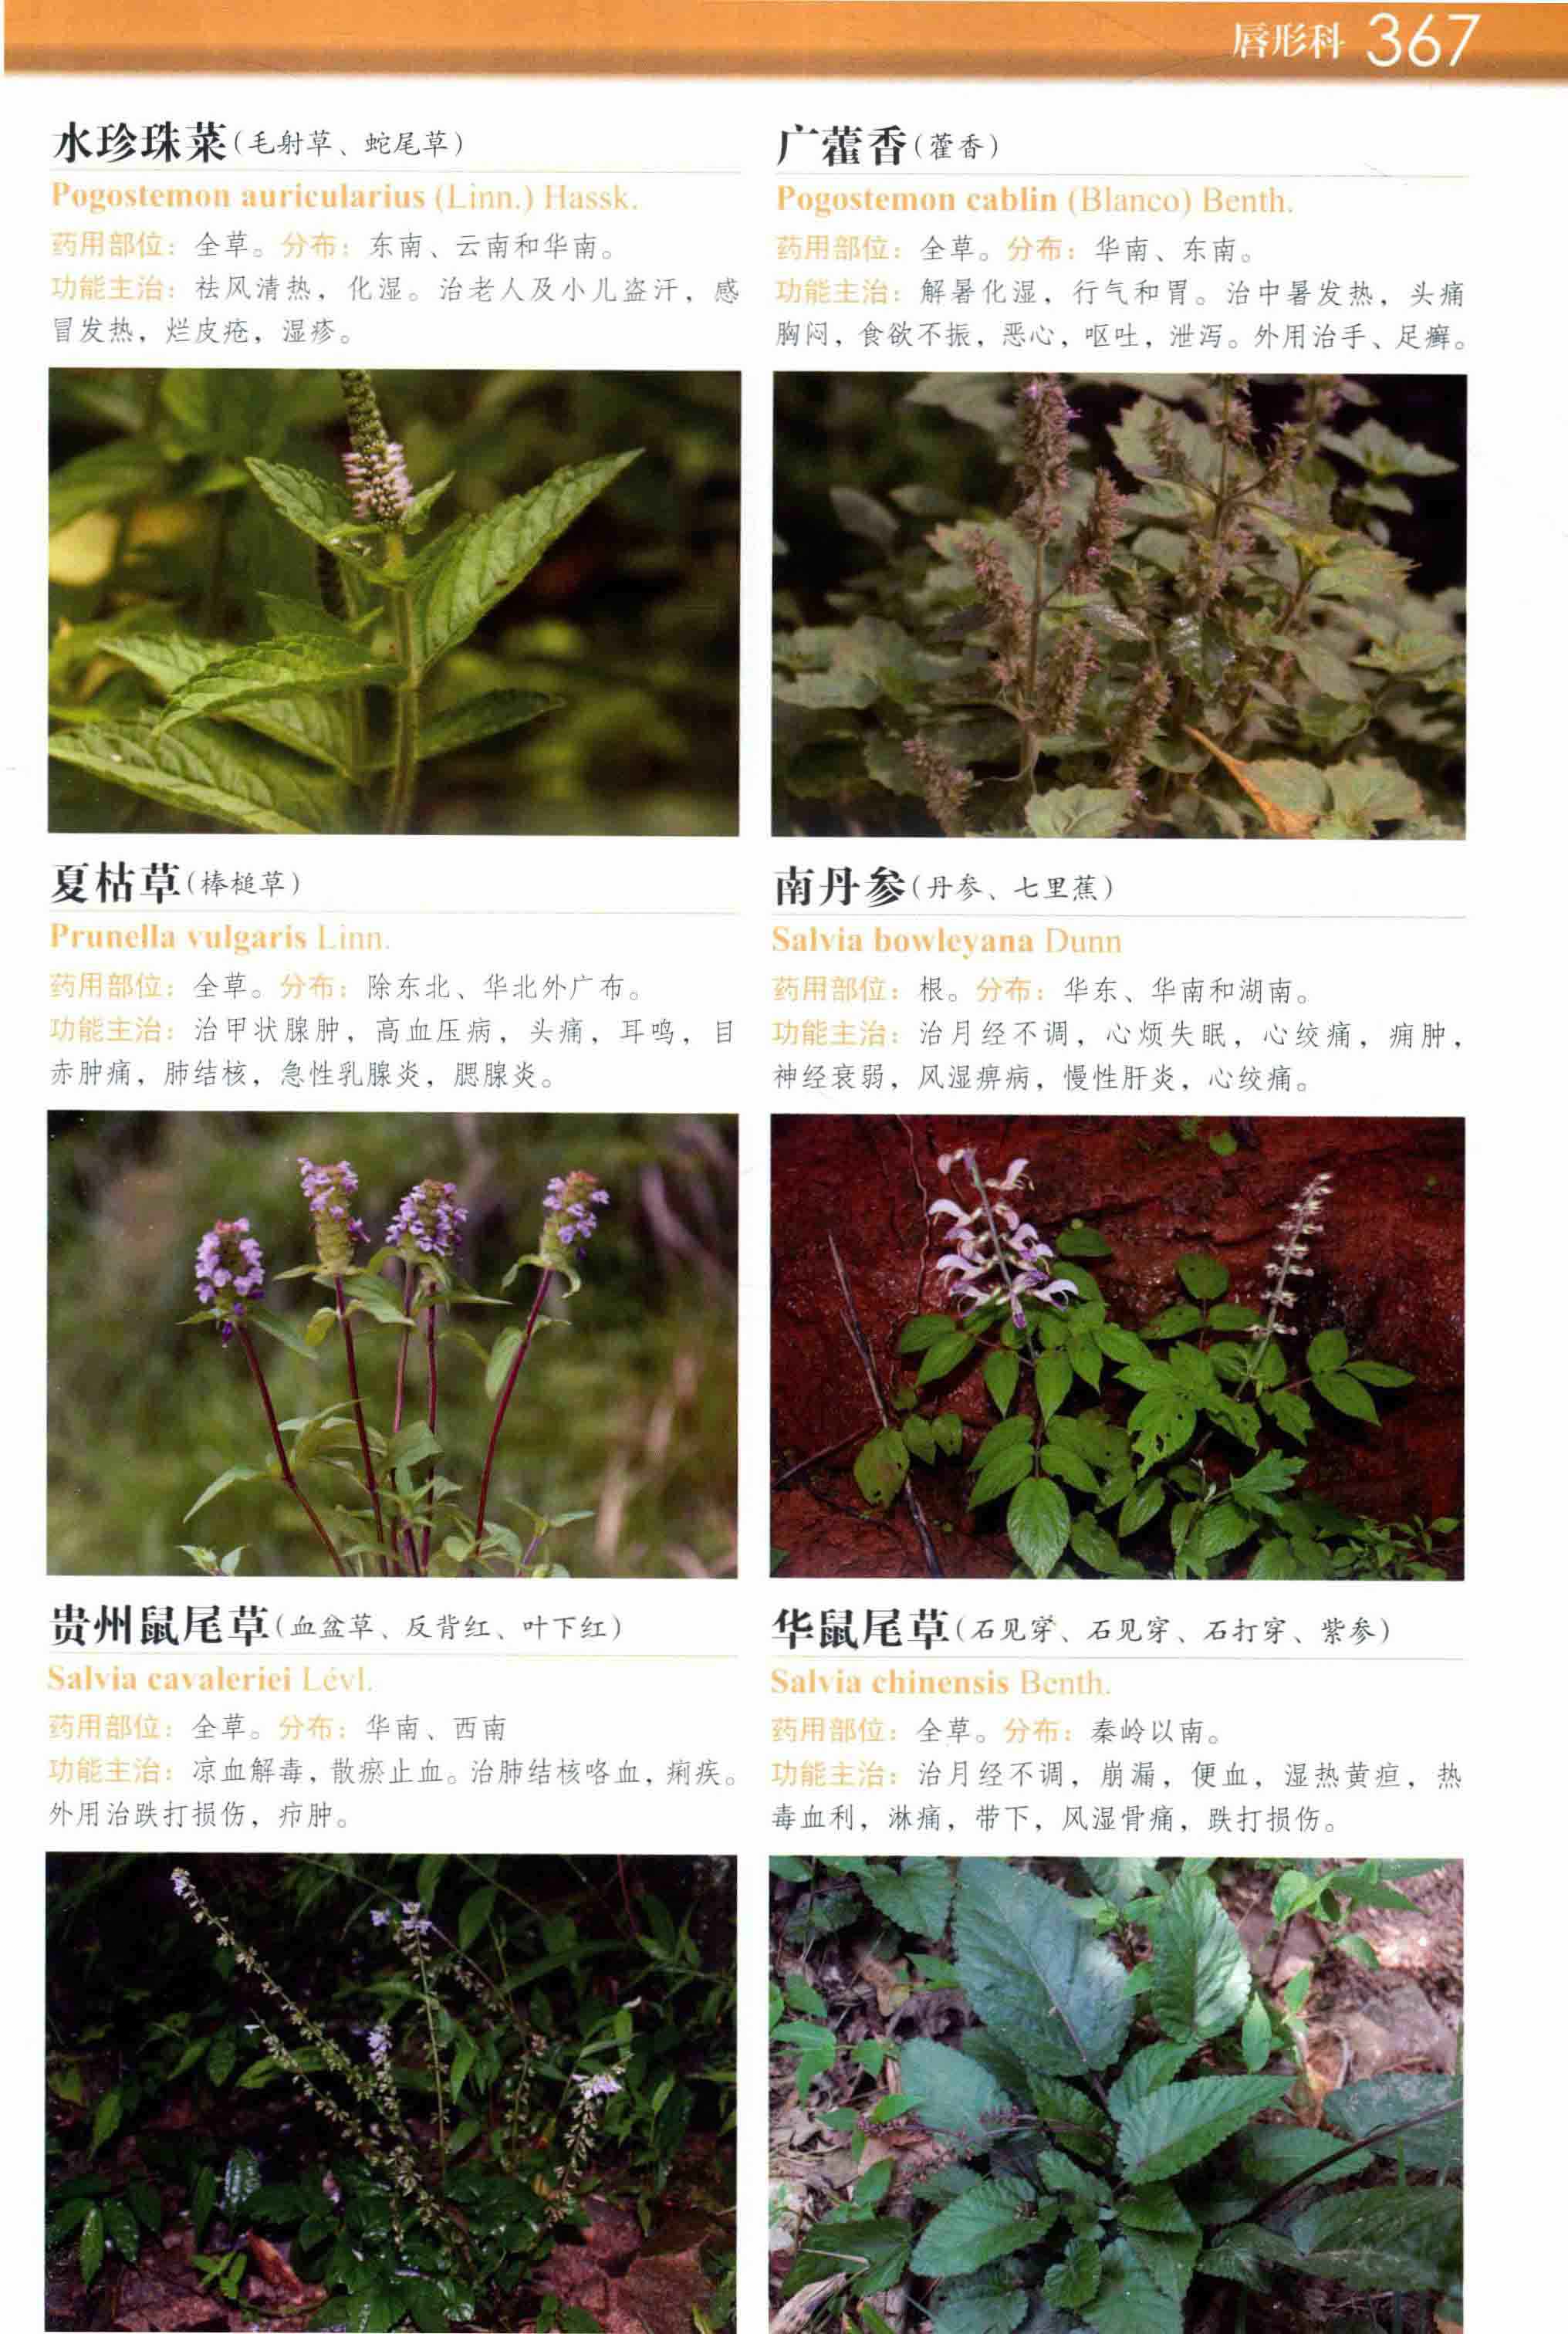 唇形科 367
水珍珠菜(毛射草、蛇尾草)
Pogostemon auricularius (Linn.) Hassk.
药用部位：全草。分布：东南、云南和华南。
功能主治：祛风清热，化湿。治老人及小儿盗汗，感
冒发热，烂皮疮，湿疹。
广藿香(藿香)
Pogostemon cablin (Blanco) Benth.
药用部位：全草。分布：华南、东南。
功能主治：解暑化湿，行气和胃。治中暑发热，头痛
胸闷，食欲不振，恶心，呕吐，泄泻。外用治手、足癣。
夏枯草(棒槌草)
Prunella vulgaris Linn.
药用部位：全草。分布：除东北、华北外广布。
功能主治：治甲状腺肿，高血压病，头痛，耳鸣，目
赤肿痛，肺结核，急性乳腺炎，腮腺炎。
南丹参(丹参、七里蕉)
Salvia bowleyana Dunn
药用部位：根。分布：华东、华南和湖南。
功能主治：治月经不调，心烦失眠，心绞痛，痈肿，
神经衰弱，风湿痹病，慢性肝炎，心绞痛。
贵州鼠尾草(血盆草、反背红、叶下红)
Salvia cavaleriei Lévl.
药用部位：全草。分布：华南、西南
功能主治：凉血解毒，散瘀止血。治肺结核咯血，痢疾。
外用治跌打损伤，疖肿。
华鼠尾草(石见穿、石见穿、石打穿、紫参)
Salvia chinensis Benth.
药用部位：全草。分布：秦岭以南。
功能主治：治月经不调，崩漏，便血，湿热黄疸，热
毒血利，淋痛，带下，风湿骨痛，跌打损伤。